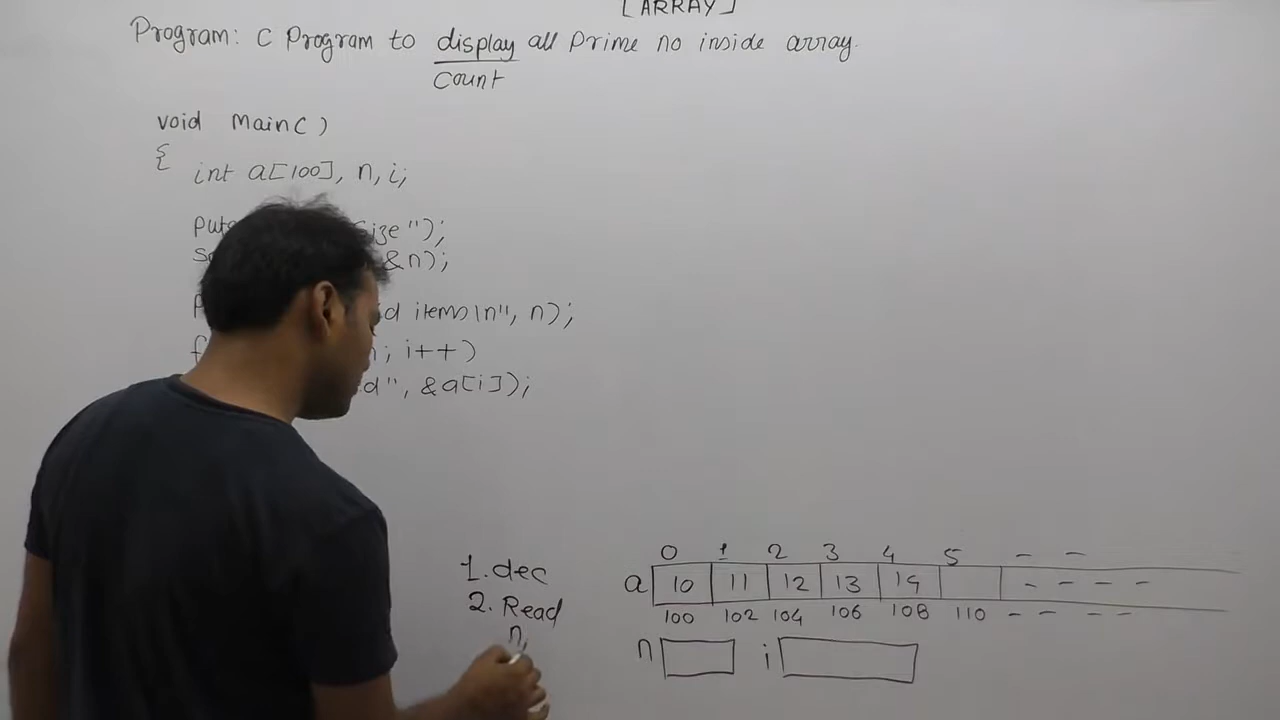 [ARRAY]
Program: C Program to display all Prime no inside array.
Count
void Main()
{
int a[100], n, i;
size");
&n);
items\n", n);
; i++)
d", &a[i]);
1. dec
2. Read
n,
0 1 2 3 4 5 - -
a 10 11 12 13 14 - - - -
100 102 104 106 108 110 - - - -
n i